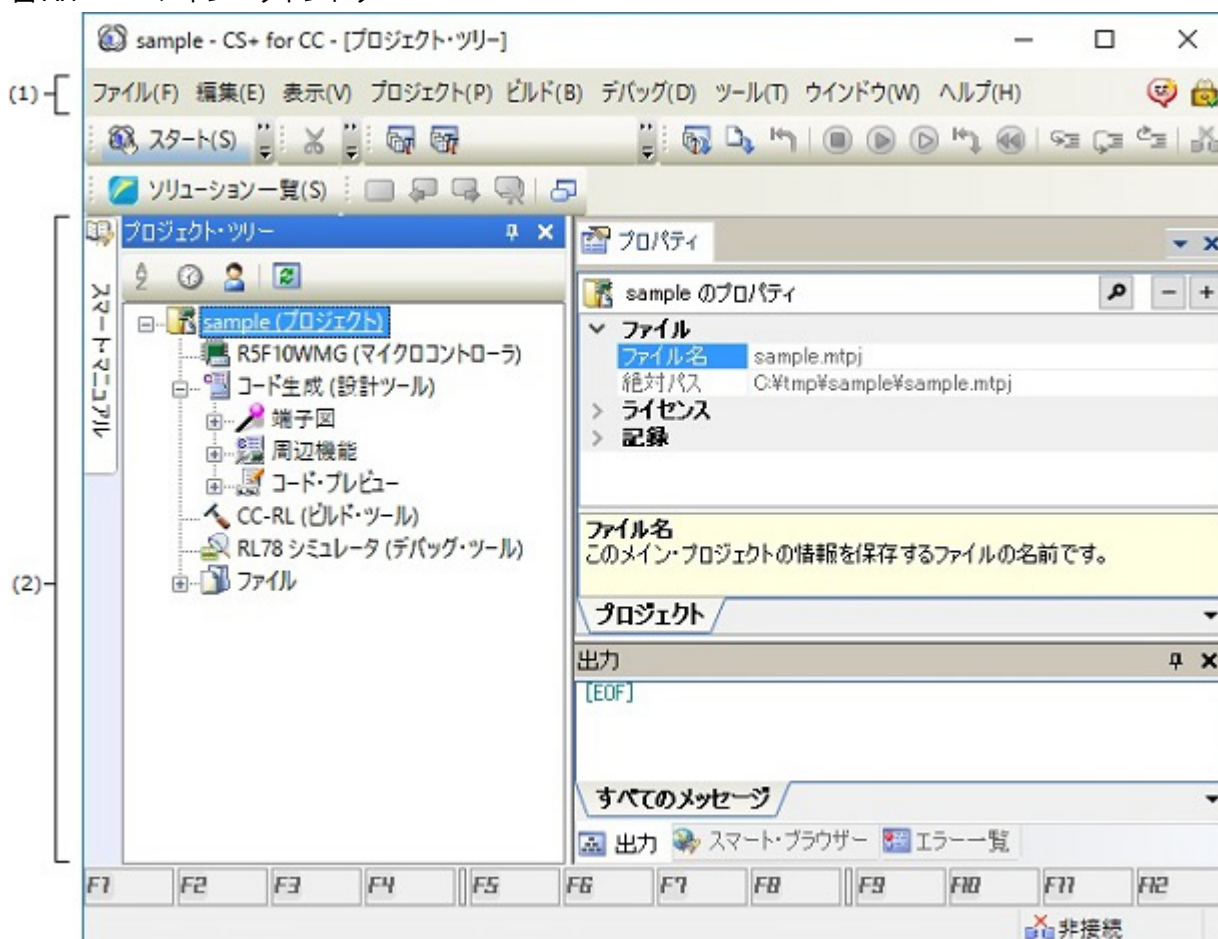 sample - CS+ for CC - [プロジェクト・ツリー]
(1)
ファイル(F) 編集(E) 表示(V) プロジェクト(P) ビルド(B) デバッグ(D) ツール(T) ウインドウ(W) ヘルプ(H)
スタート(S)
ソリューション一覧(S)
(2)
スマートマニュアル
プロジェクト・ツリー
sample (プロジェクト)
R5F10WMG (マイクロコントローラ)
コード生成 (設計ツール)
端子図
周辺機能
コード・プレビュー
CC-RL (ビルド・ツール)
RL78 シミュレータ (デバッグ・ツール)
ファイル
プロパティ
sample のプロパティ
ファイル
ファイル名 sample.mtpj
絶対パス C:¥tmp¥sample¥sample.mtpj
ライセンス
記録
ファイル名
このメイン・プロジェクトの情報を保存するファイルの名前です。
プロジェクト
出力
[EOF]
すべてのメッセージ
出力 スマート・ブラウザー エラー一覧
F1 F2 F3 F4 F5 F6 F7 F8 F9 F10 F11 F12
非接続